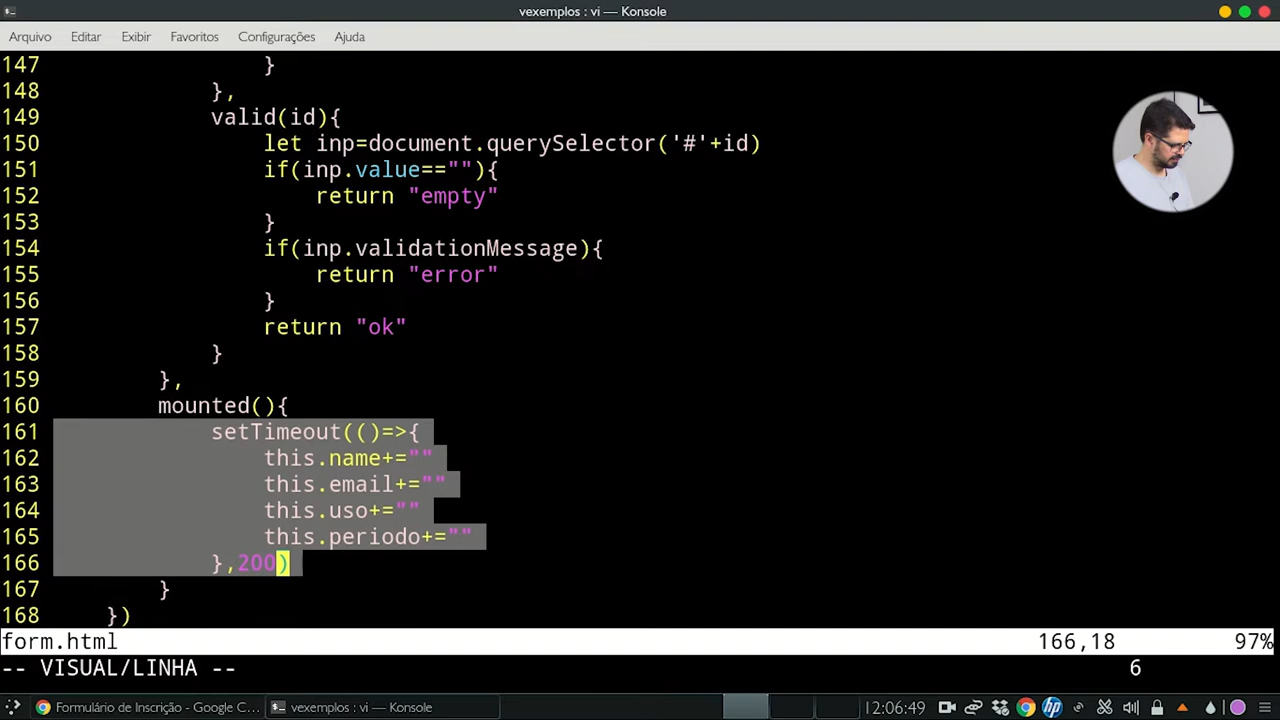 vexemplos : vi — Konsole
Arquivo Editar Exibir Favoritos Configurações Ajuda
147 }
148 },
149 valid(id){
150 let inp=document.querySelector('#'+id)
151 if(inp.value==""){
152 return "empty"
153 }
154 if(inp.validationMessage){
155 return "error"
156 }
157 return "ok"
158 }
159 },
160 mounted(){
161 setTimeout(()=>{
162 this.name+=""
163 this.email+=""
164 this.uso+=""
165 this.periodo+=""
166 },200)
167 }
168 })
form.html 166,18 97%
-- VISUAL/LINHA -- 6
Formulário de Inscrição - Google C... vexemplos : vi — Konsole hp 12:06:49